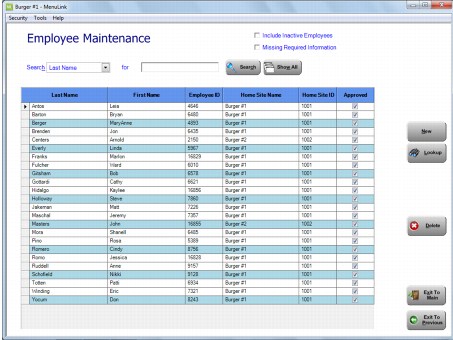 Burger #1 - MenuLink
Security Tools Help
Employee Maintenance
Include Inactive Employees
Missing Required Information
Search Last Name for Search Show All
Last Name First Name Employee ID Home Site Name Home Site ID Approved
Anton Leia 4646 Burger #1 1001
Barton Bryan 6480 Burger #1 1001
Berger MaryAnne 4893 Burger #1 1001
Brenden Jon 6435 Burger #1 1001
Centers Arnold 2150 Burger #2 1002
Everly Linda 5967 Burger #1 1001
Franks Marlon 16829 Burger #1 1001
Fulcher Ward 6010 Burger #1 1001
Girsham Bob 6578 Burger #1 1001
Gottardi Cathy 6621 Burger #1 1001
Hidalgo Kaylee 16856 Burger #1 1001
Holloway Steve 7860 Burger #1 1001
Jakeman Matt 7226 Burger #1 1001
Maschal Jeremy 7357 Burger #1 1001
Masters John 16855 Burger #2 1002
Mora Shanell 6485 Burger #1 1001
Pino Rosa 5389 Burger #1 1001
Romero Cindy 8756 Burger #1 1001
Romo Jessica 16828 Burger #1 1001
Ruddell Anne 9157 Burger #1 1001
Schofield Nikki 9128 Burger #1 1001
Totten Patti 6934 Burger #1 1001
Winding Eric 7321 Burger #1 1001
Yocum Don 8243 Burger #1 1001
New
Lookup
Delete
Exit To
Main
Exit To
Previous